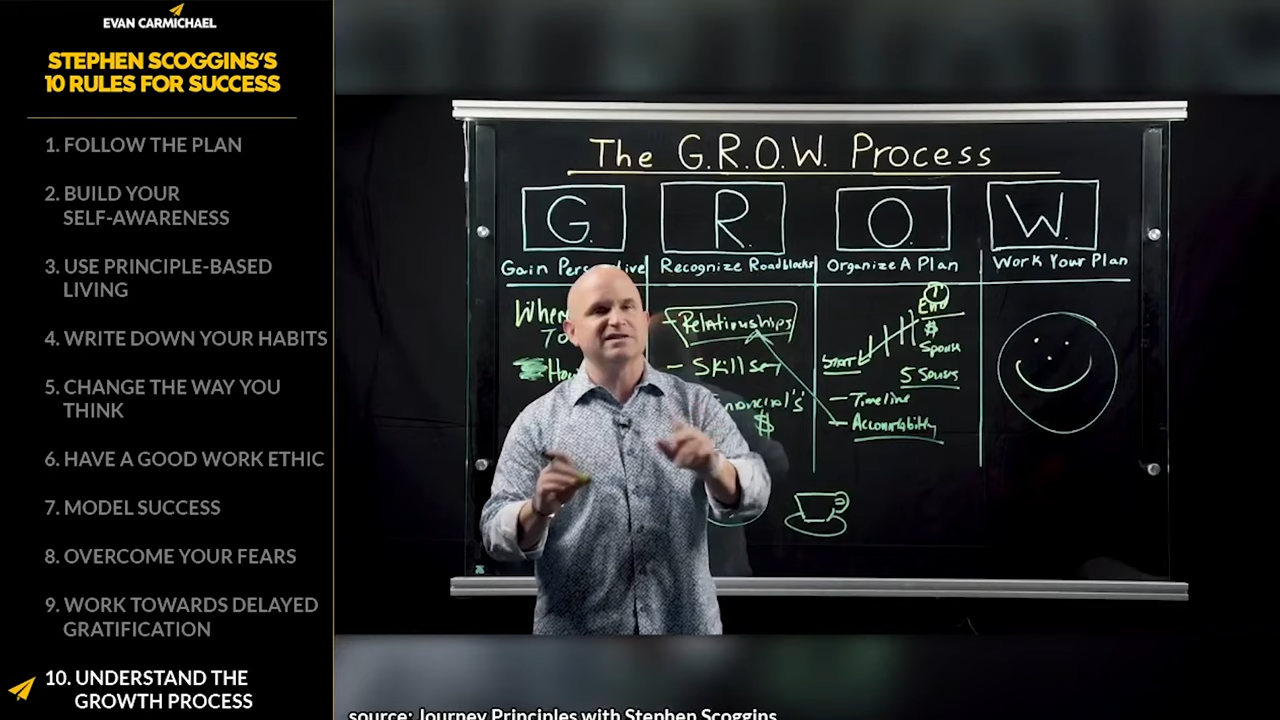 EVAN CARMICHAEL
STEPHEN SCOGGINS'S
10 RULES FOR SUCCESS
1. FOLLOW THE PLAN
2. BUILD YOUR
SELF-AWARENESS
3. USE PRINCIPLE-BASED
LIVING
4. WRITE DOWN YOUR HABITS
5. CHANGE THE WAY YOU
THINK
6. HAVE A GOOD WORK ETHIC
7. MODEL SUCCESS
8. OVERCOME YOUR FEARS
9. WORK TOWARDS DELAYED
GRATIFICATION
10. UNDERSTAND THE
GROWTH PROCESS
The G.R.O.W. Process
G. R. O. W.
Gain Recognize Roadblocks Organize A Plan Work Your Plan
- Relationships
- Skill set
$
End
$
Spouse
START
5 Senses
- Timeline
- Accountability
source: Journey Principles with Stephen Scoggins